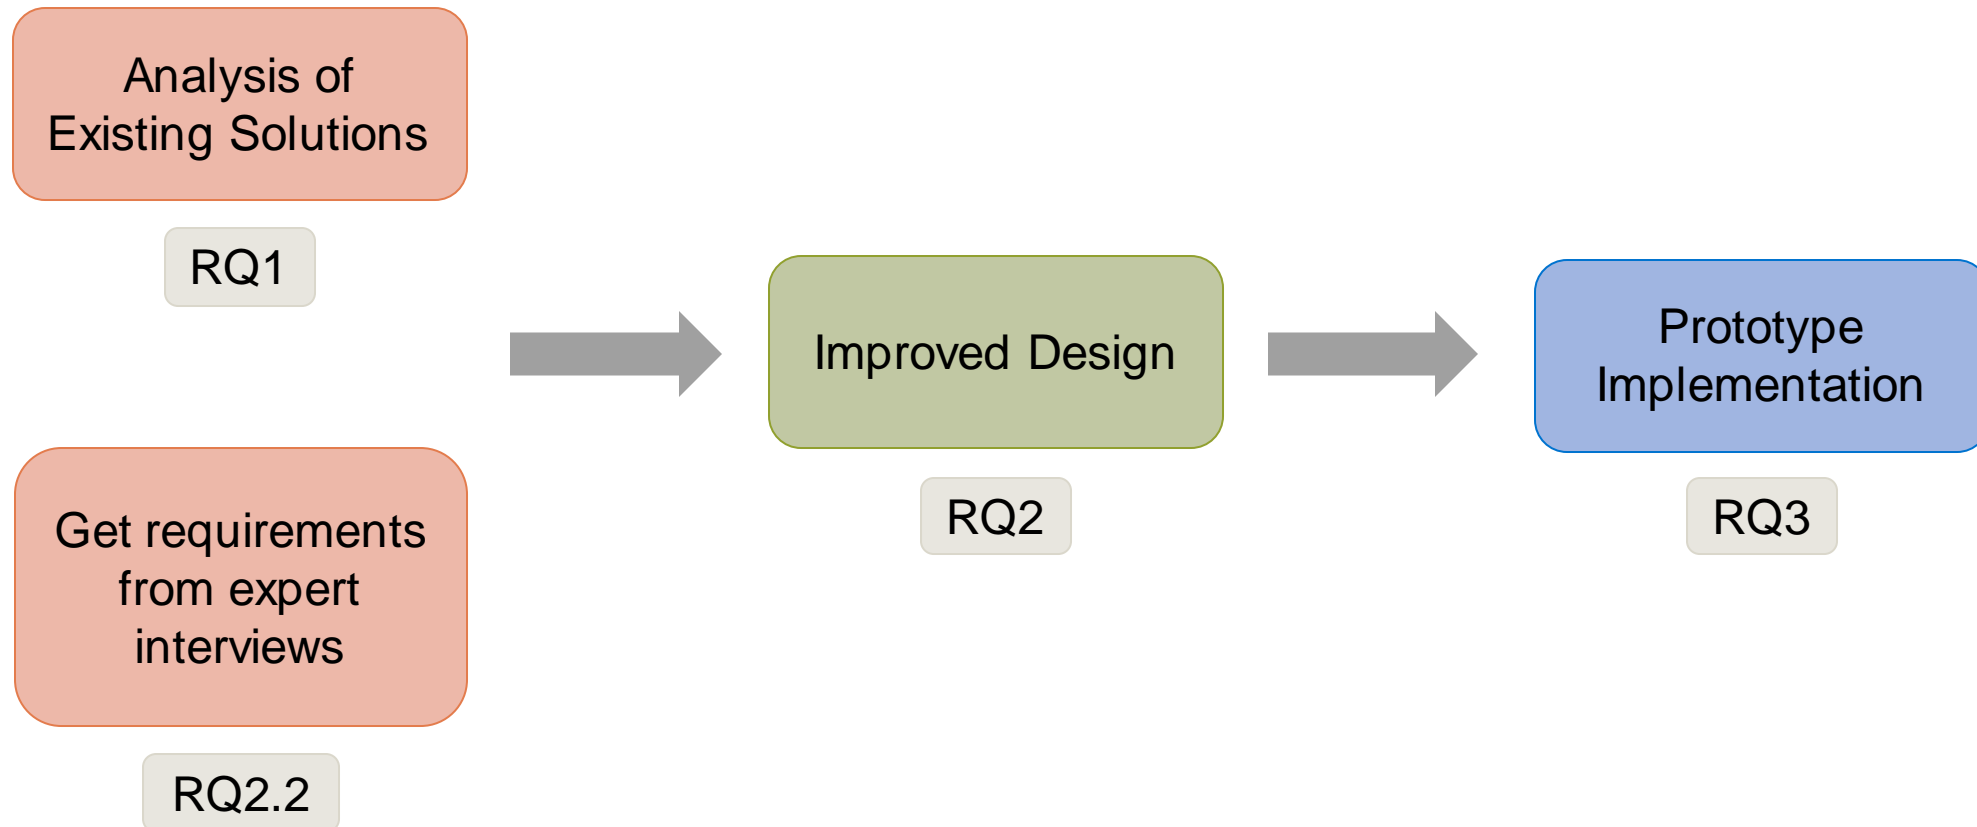 Analysis of
Existing Solutions
RQ1
Get requirements
from expert
interviews
RQ2.2
Improved Design
RQ2
Prototype
Implementation
RQ3